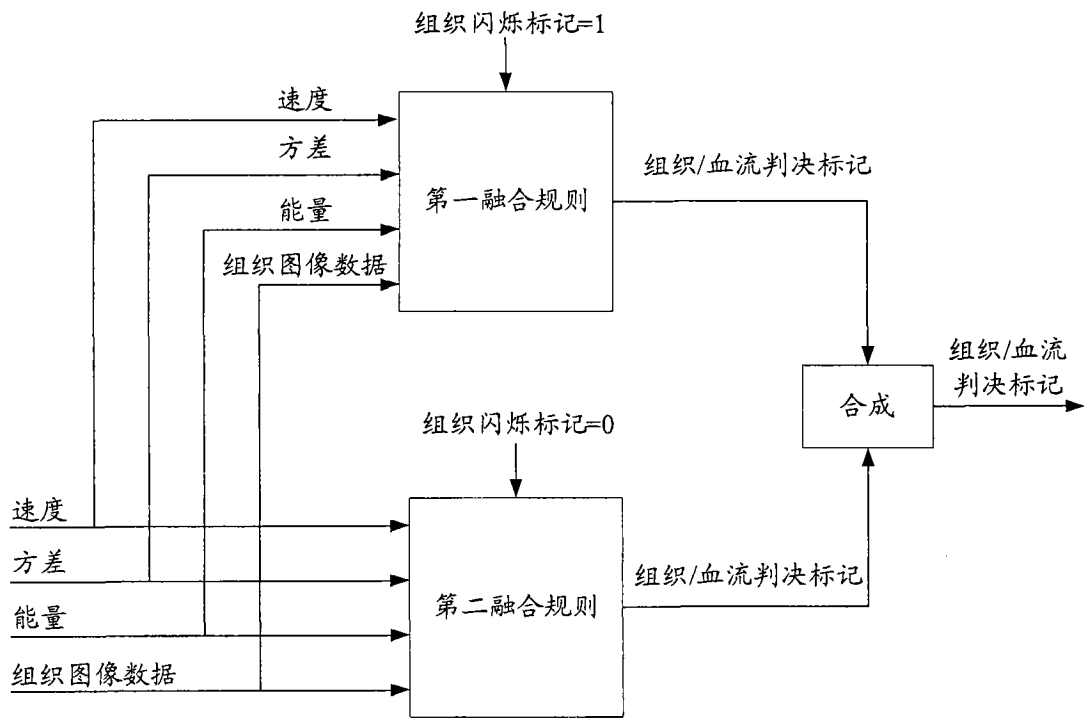 组织闪烁标记=1
速度
方差
能量
组织图像数据
第一融合规则
组织/血流判决标记
组织/血流
判决标记
合成
组织闪烁标记=0
速度
方差
能量
组织图像数据
第二融合规则
组织/血流判决标记